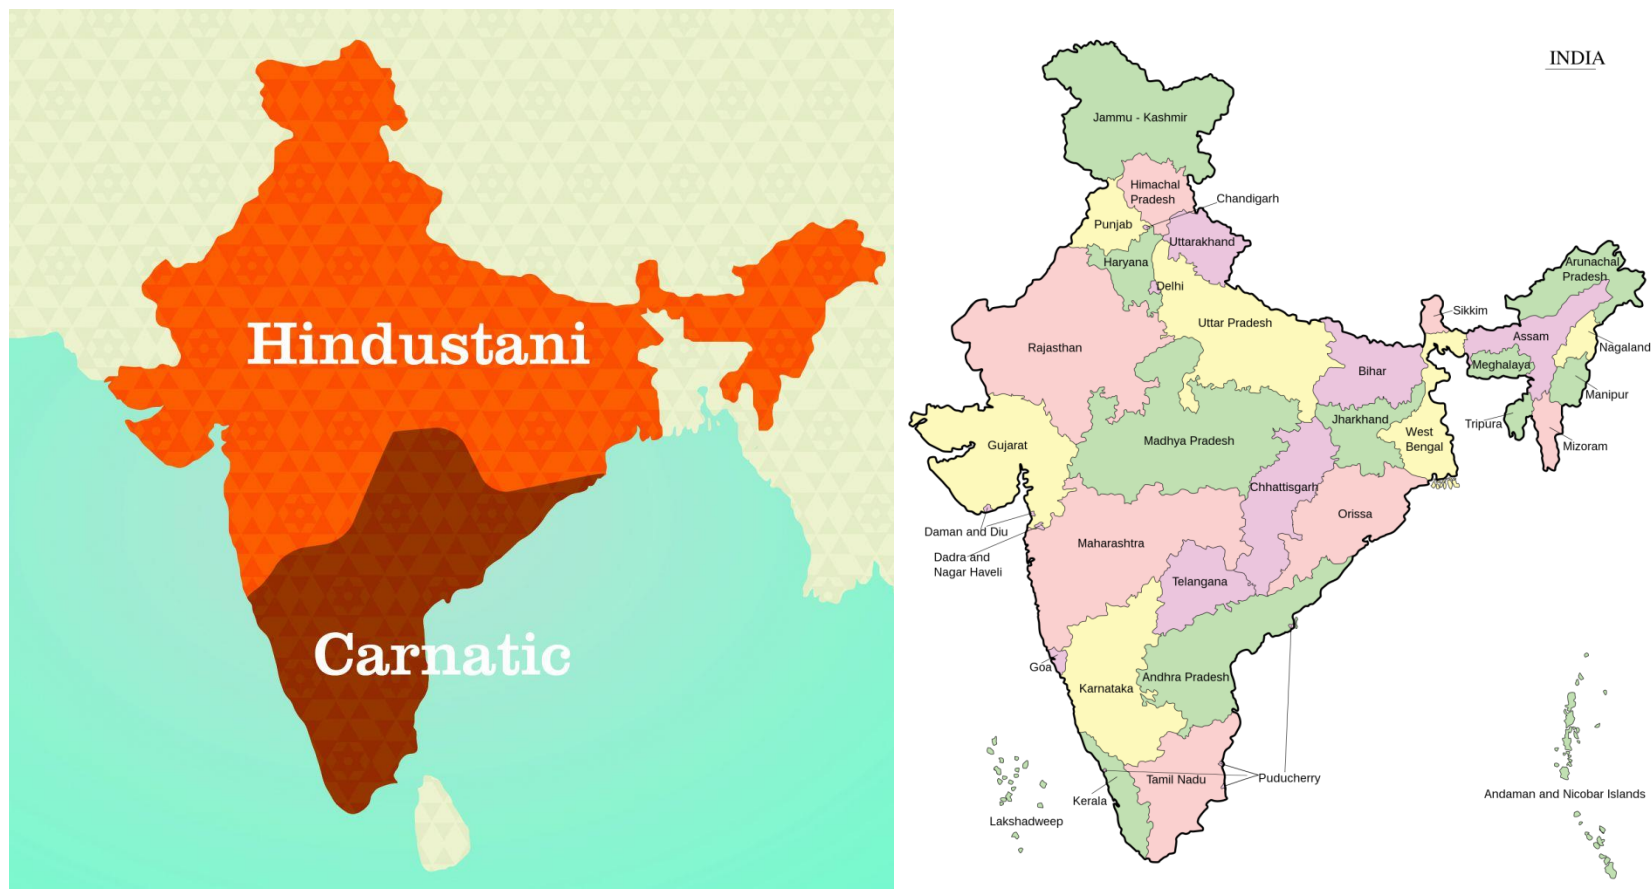 Hindustani
Carnatic
INDIA
Jammu - Kashmir
Himachal
Pradesh
Chandigarh
Punjab
Uttarakhand
Haryana
Delhi
Arunachal
Pradesh
Sikkim
Uttar Pradesh
Assam
Nagaland
Rajasthan
Meghalaya
Bihar
Manipur
Jharkhand
Tripura
West
Bengal
Madhya Pradesh
Gujarat
Mizoram
Chhattisgarh
Orissa
Daman and Diu
Maharashtra
Dadra and
Nagar Haveli
Telangana
Goa
Andhra Pradesh
Karnataka
Tamil Nadu
Puducherry
Andaman and Nicobar Islands
Kerala
Lakshadweep